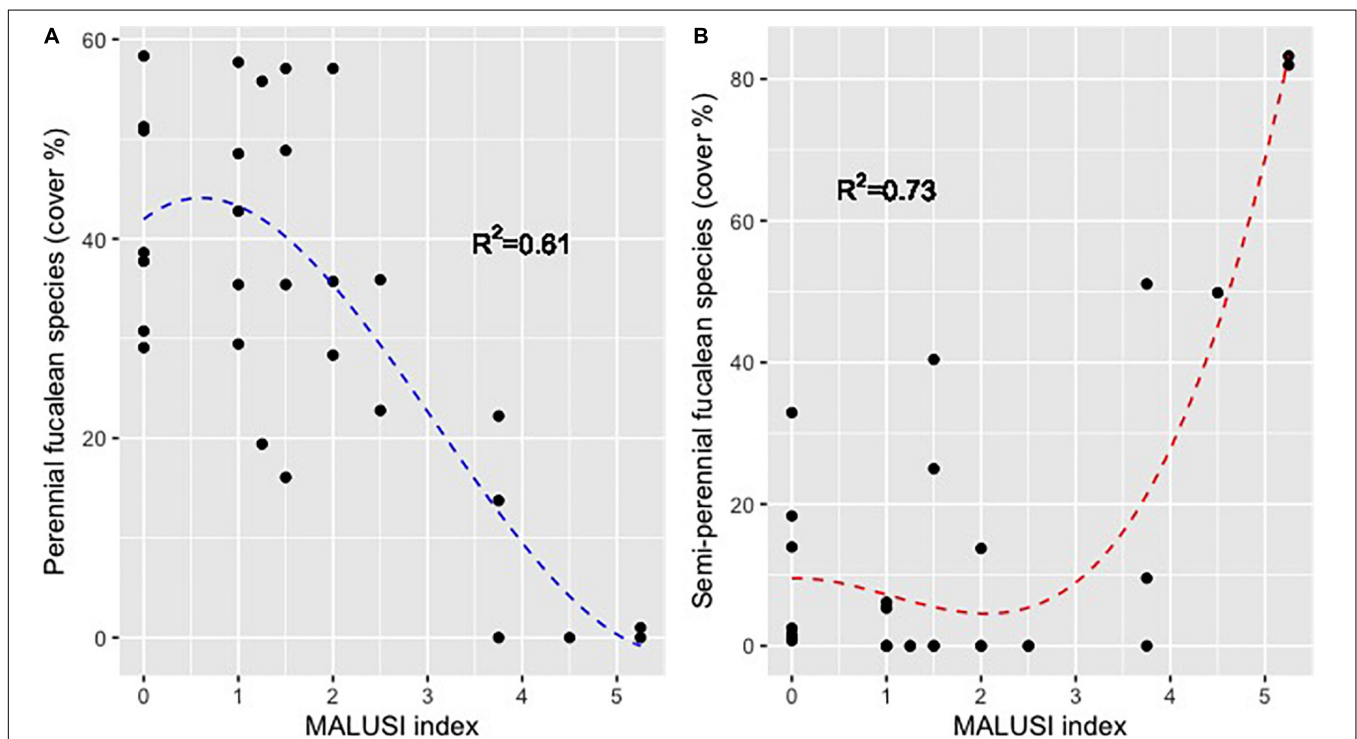 A
Perennial fucalean species (cover %)
60
40
20
0
R2=0.61
0 1 2 3 4 5
MALUSI index
B
Semi-perennial fucalean species (cover %)
80
60
40
20
0
R2=0.73
0 1 2 3 4 5
MALUSI index